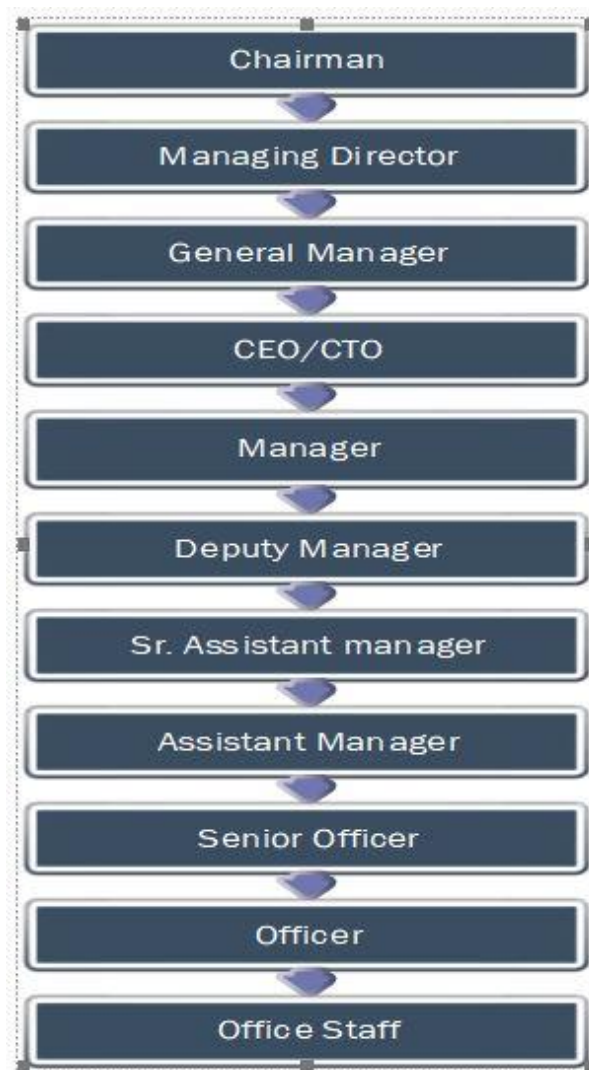 Chairman
Managing Director
General Manager
CEO/CTO
Manager
Deputy Manager
Sr. Assistant manager
Assistant Manager
Senior Officer
Officer
Office Staff